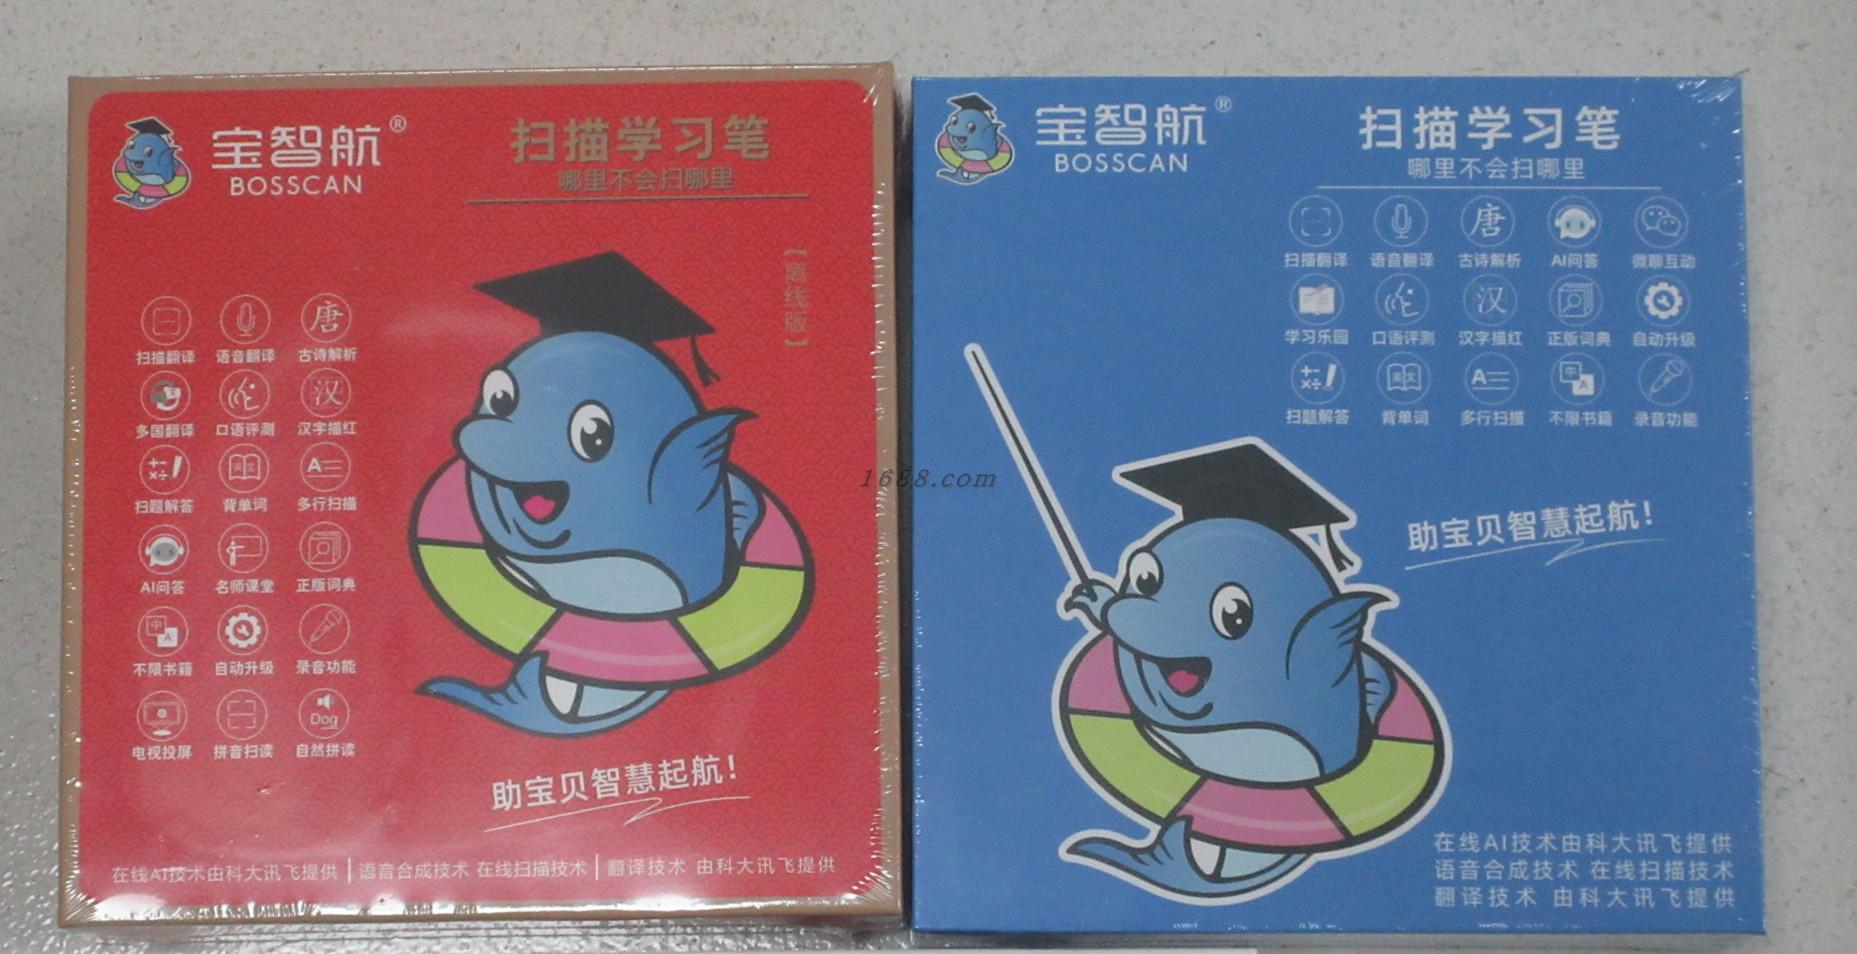 宝智航®
BOSSCAN
扫描学习笔
哪里不会扫哪里
【离线版】
唐
扫描翻译 语音翻译 古诗解析
汉
多国翻译 口语评测 汉字描红
英文 A
扫题解答 背单词 多行扫描
AI问答 名师课堂 正版词典
中 A
不限书籍 自动升级 录音功能
Dog
电视投屏 拼音扫读 自然拼读
助宝贝智慧起航!
在线AI技术由科大讯飞提供|语音合成技术 在线扫描技术|翻译技术 由科大讯飞提供
1688.com
宝智航®
BOSSCAN
扫描学习笔
哪里不会扫哪里
唐
扫描翻译 语音翻译 古诗解析 AI问答 微聊互动
汉
学习乐园 口语评测 汉字描红 正版词典 自动升级
英文 A 中 A
扫题解答 背单词 多行扫描 不限书籍 录音功能
助宝贝智慧起航!
在线AI技术由科大讯飞提供
语音合成技术 在线扫描技术
翻译技术 由科大讯飞提供